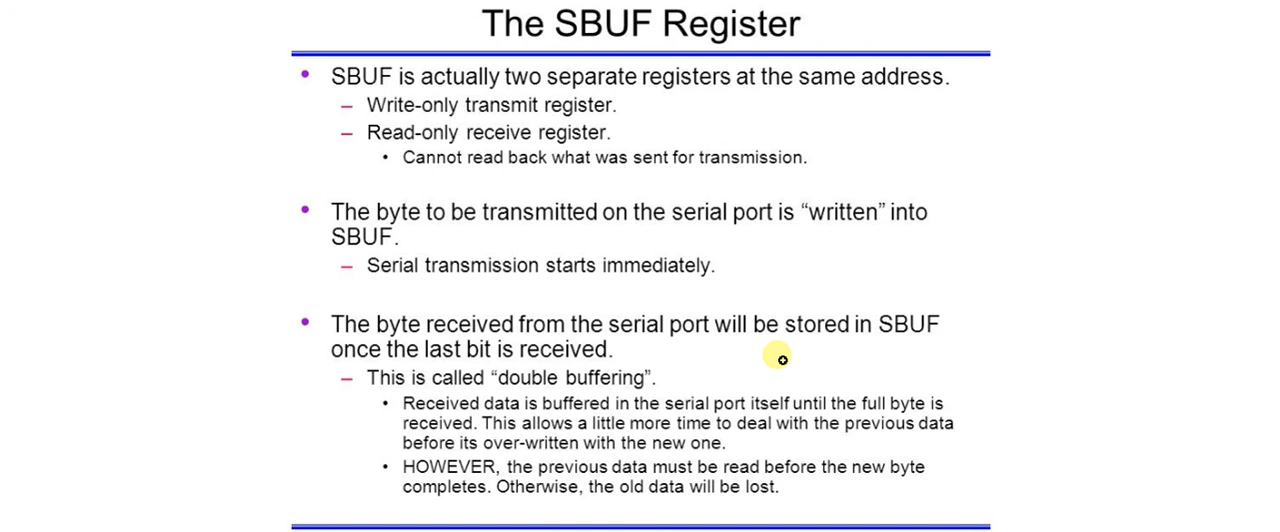 The SBUF Register
• SBUF is actually two separate registers at the same address.
– Write-only transmit register.
– Read-only receive register.
• Cannot read back what was sent for transmission.
• The byte to be transmitted on the serial port is “written” into
SBUF.
– Serial transmission starts immediately.
• The byte received from the serial port will be stored in SBUF
once the last bit is received.
– This is called “double buffering”.
• Received data is buffered in the serial port itself until the full byte is
received. This allows a little more time to deal with the previous data
before its over-written with the new one.
• HOWEVER, the previous data must be read before the new byte
completes. Otherwise, the old data will be lost.